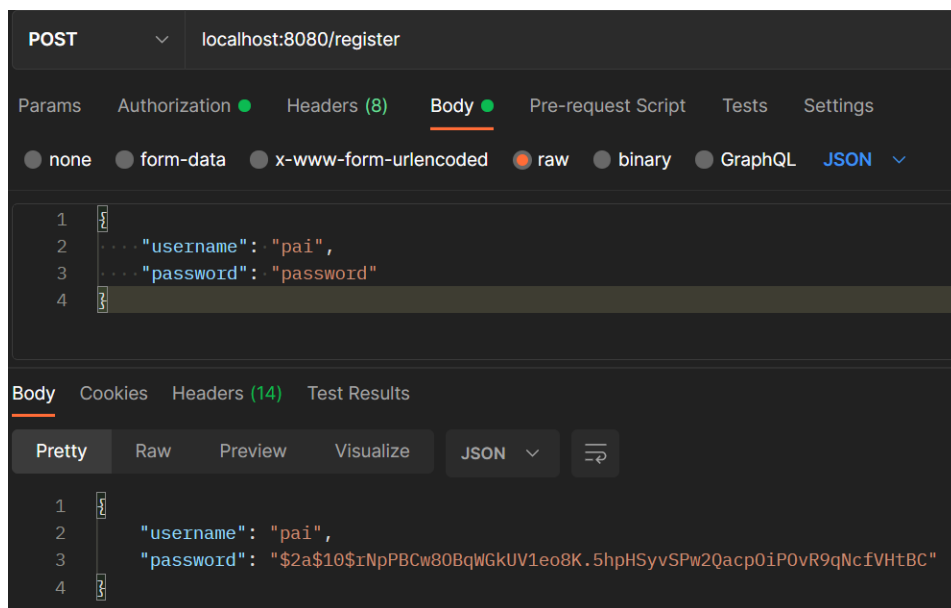 POST localhost:8080/register
Params Authorization Headers (8) Body Pre-request Script Tests Settings
none form-data x-www-form-urlencoded raw binary GraphQL JSON
1 {
2 "username": "pai",
3 "password": "password"
4 }
Body Cookies Headers (14) Test Results
Pretty Raw Preview Visualize JSON
1 {
2 "username": "pai",
3 "password": "$2a$10$rNpPBCw8OBqWGkUV1eo8K.5hpHSyvSPw2QacpOiPOvR9qNcfVHtBC"
4 }